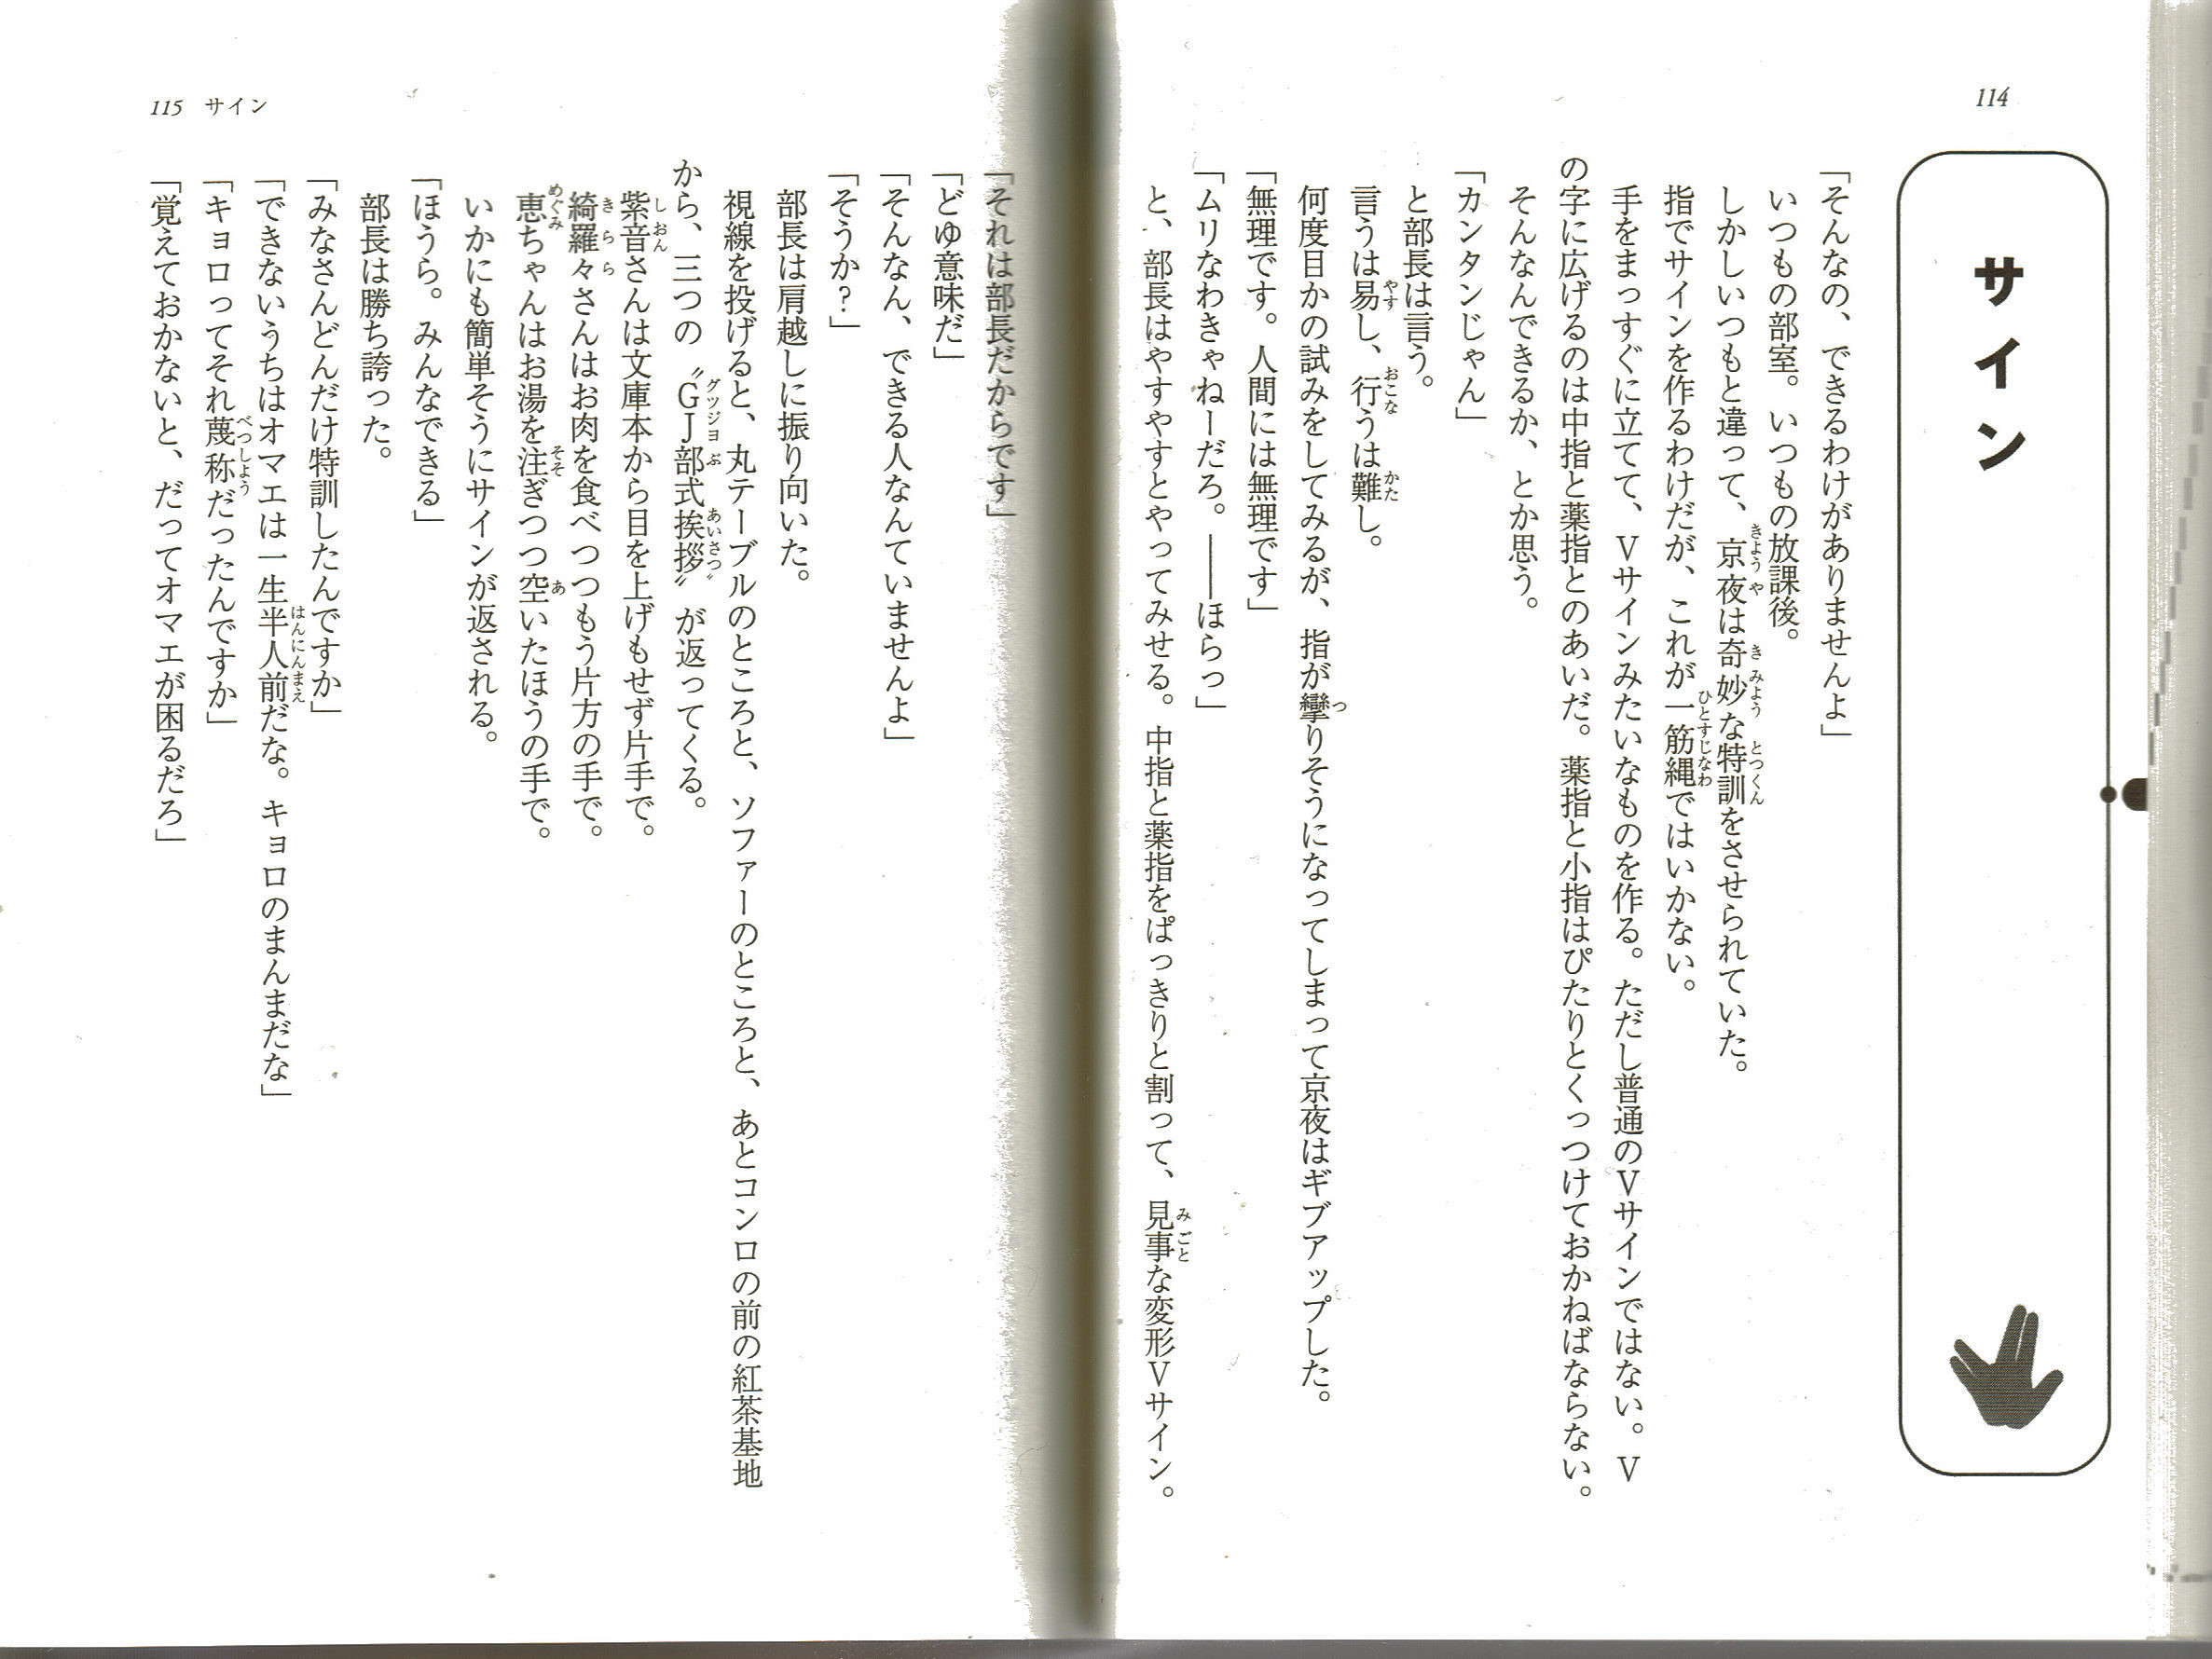 114
サイン
「そんなの、できるわけがありませんよ」
いつもの部室。いつもの放課後。
しかしいつもと違って、京夜は奇妙な特訓をさせられていた。
指でサインを作るわけだが、これが一筋縄ではいかない。
手をまっすぐに立てて、Vサインみたいなものを作る。ただし普通のVサインではない。V
の字に広げるのは中指と薬指とのあいだ。薬指と小指はぴたりとくっつけておかねばならない。
そんなんできるか、とか思う。
「カンタンじゃん」
と部長は言う。
言うは易し、行うは難し。
何度目かの試みをしてみるが、指が攣りそうになってしまって京夜はギブアップした。
「無理です。人間には無理です」
「ムリなわきゃねーだろ。――ほらっ」
と、部長はやすやすとやってみせる。中指と薬指をぱっきりと割って、見事な変形Vサイン。
「それは部長だからです」
「どゆ意味だ」
「そんなん、できる人なんていませんよ」
「そうか?」
部長は肩越しに振り向いた。
視線を投げると、丸テーブルのところと、ソファーのところと、あとコンロの前の紅茶基地
から、三つの〝GJ部式挨拶〟が返ってくる。
紫音さんは文庫本から目を上げもせず片手で。
綺羅々さんはお肉を食べつつもう片方の手で。
恵ちゃんはお湯を注ぎつつ空いたほうの手で。
いかにも簡単そうにサインが返される。
「ほうら。みんなできる」
部長は勝ち誇った。
「みなさんどんだけ特訓したんですか」
「できないうちはオマエは一生半人前だな。キョロのまんまだな」
「キョロってそれ蔑称だったんですか」
「覚えておかないと、だってオマエが困るだろ」
115 サイン